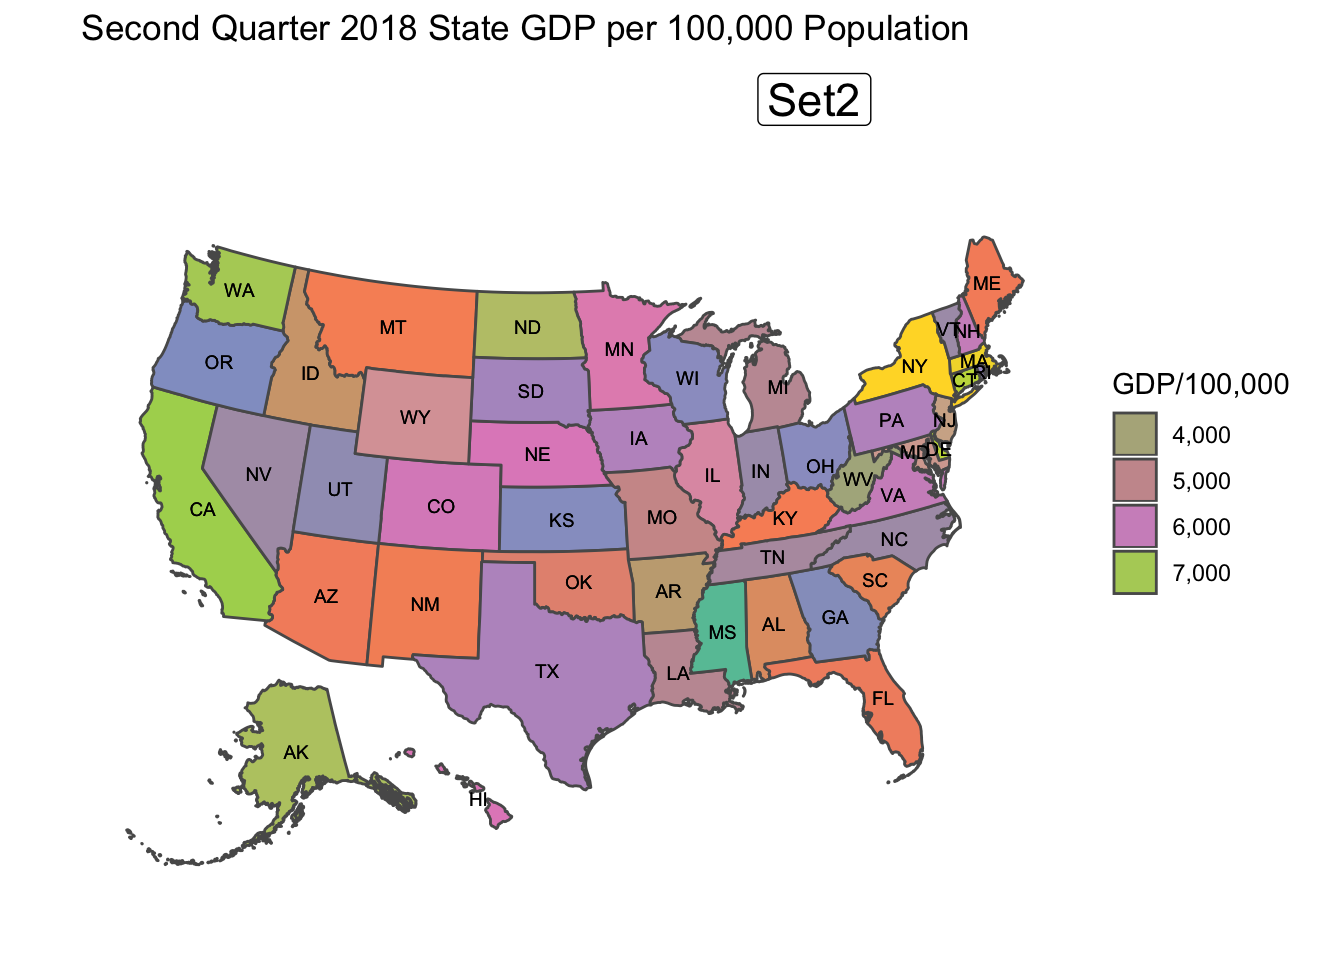 Second Quarter 2018 State GDP per 100,000 Population
Set2
ME
WA
MT
ND
VT
NH
MN
OR
MA
NY
RI
ID
WI
CT
MI
GDP/100,000
SD
WY
PA
NJ
4,000
IA
NE
MD
DE
NV
IL
IN
OH
WV
5,000
UT
VA
CA
CO
KS
MO
KY
6,000
NC
TN
7,000
AZ
NM
OK
AR
SC
MS
AL
GA
TX
LA
FL
AK
HI